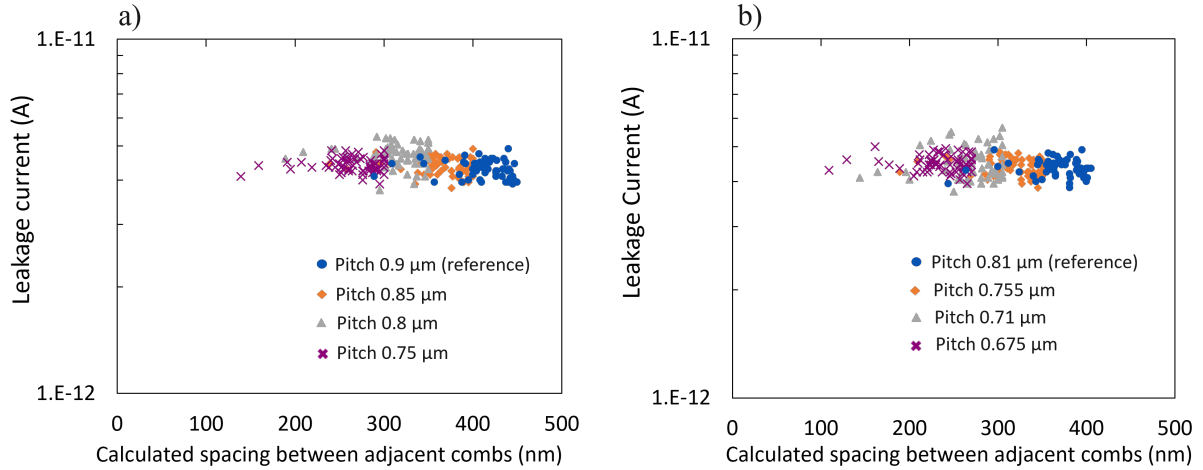 a)
1.E-11
Leakage current (A)
1.E-12
0 100 200 300 400 500
Calculated spacing between adjacent combs (nm)
Pitch 0.9 µm (reference)
Pitch 0.85 µm
Pitch 0.8 µm
Pitch 0.75 µm
b)
1.E-11
Leakage Current (A)
1.E-12
0 100 200 300 400 500
Calculated spacing between adjacent combs (nm)
Pitch 0.81 µm (reference)
Pitch 0.755 µm
Pitch 0.71 µm
Pitch 0.675 µm